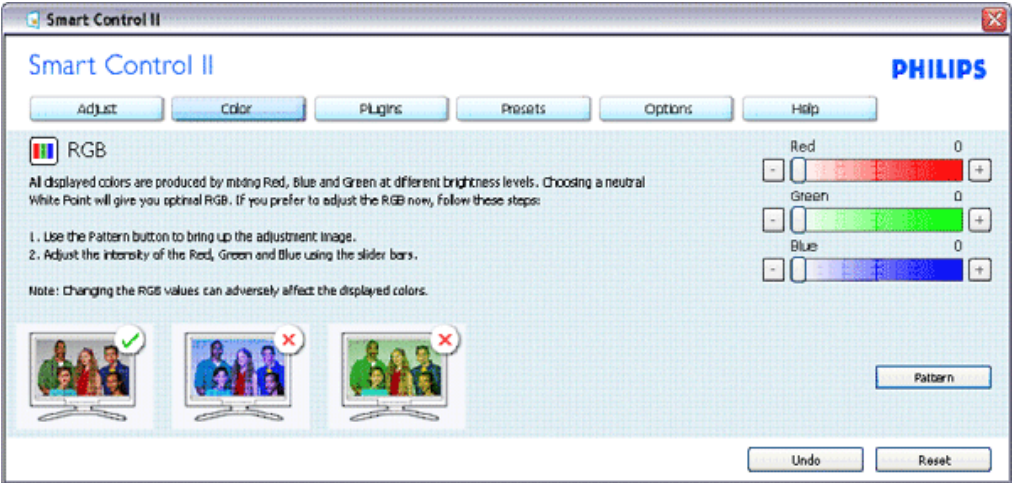 Smart Control II
Smart Control II
PHILIPS
Adjust Color Plugins Presets Options Help
RGB
All displayed colors are produced by mixing Red, Blue and Green at different brightness levels. Choosing a neutral
White Point will give you optimal RGB. If you prefer to adjust the RGB now, follow these steps:
1. Use the Pattern button to bring up the adjustment image.
2. Adjust the intensity of the Red, Green and Blue using the slider bars.
Note: Changing the RGB values can adversely affect the displayed colors.
Red 0
- +
Green 0
- +
Blue 0
- +
Pattern
Undo Reset